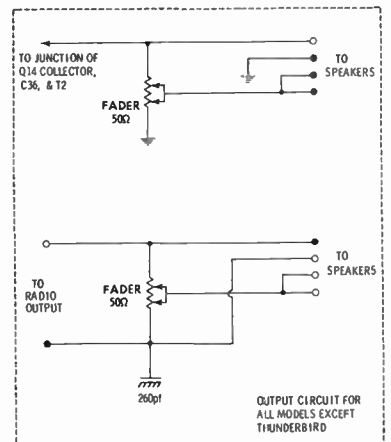 TO JUNCTION OF
Q14 COLLECTOR,
C36, & T2
FADER
50Ω
TO
SPEAKERS
TO
RADIO
OUTPUT
FADER
50Ω
TO
SPEAKERS
260pf
OUTPUT CIRCUIT FOR
ALL MODELS EXCEPT
THUNDERBIRD